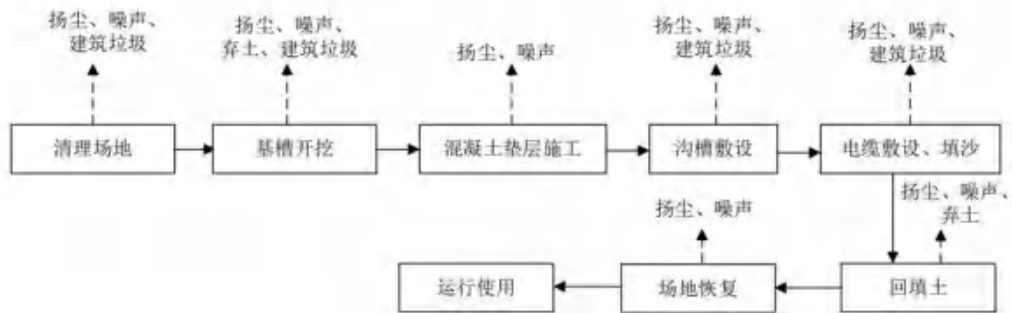 扬尘、噪声、
建筑垃圾
扬尘、噪声、
弃土、建筑垃圾
扬尘、噪声
扬尘、噪声、
建筑垃圾
扬尘、噪声、
建筑垃圾
清理场地
基槽开挖
混凝土垫层施工
沟槽敷设
电缆敷设、填沙
扬尘、噪声
扬尘、噪声、
弃土
运行使用
场地恢复
回填土